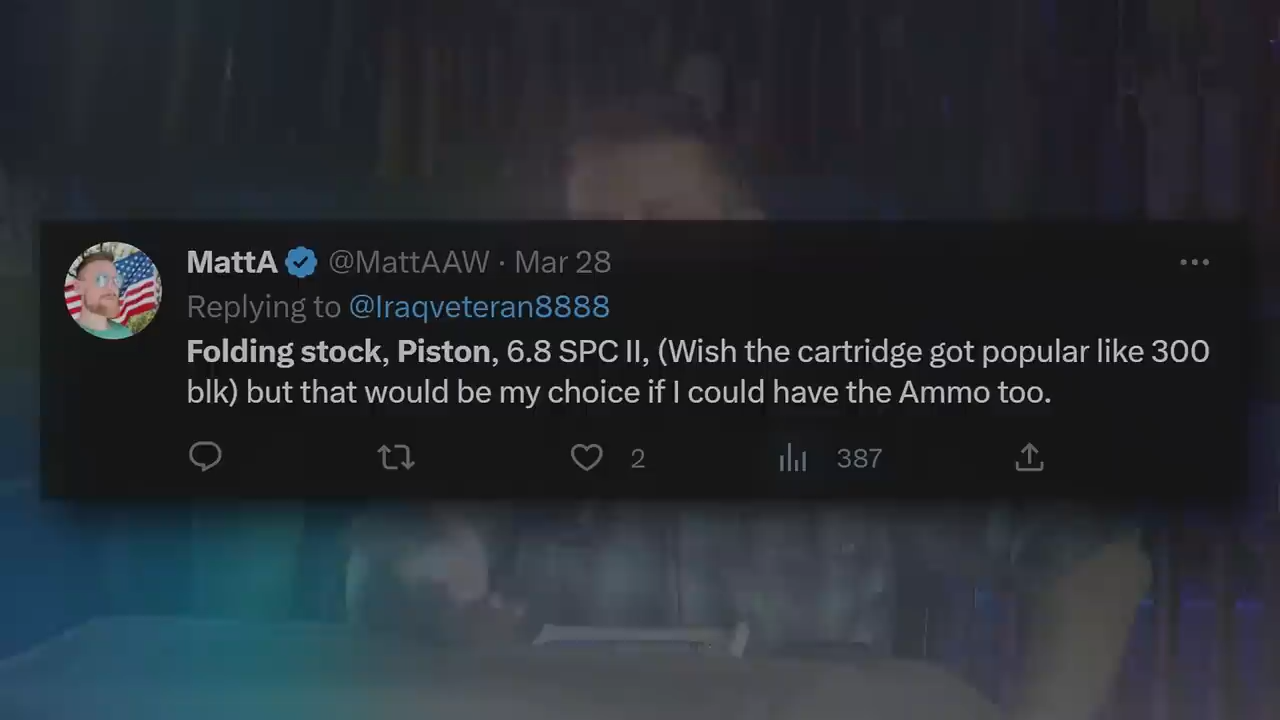 MattA @MattAAW · Mar 28
Replying to @Iraqveteran8888
Folding stock, Piston, 6.8 SPC II, (Wish the cartridge got popular like 300
blk) but that would be my choice if I could have the Ammo too.
2 387